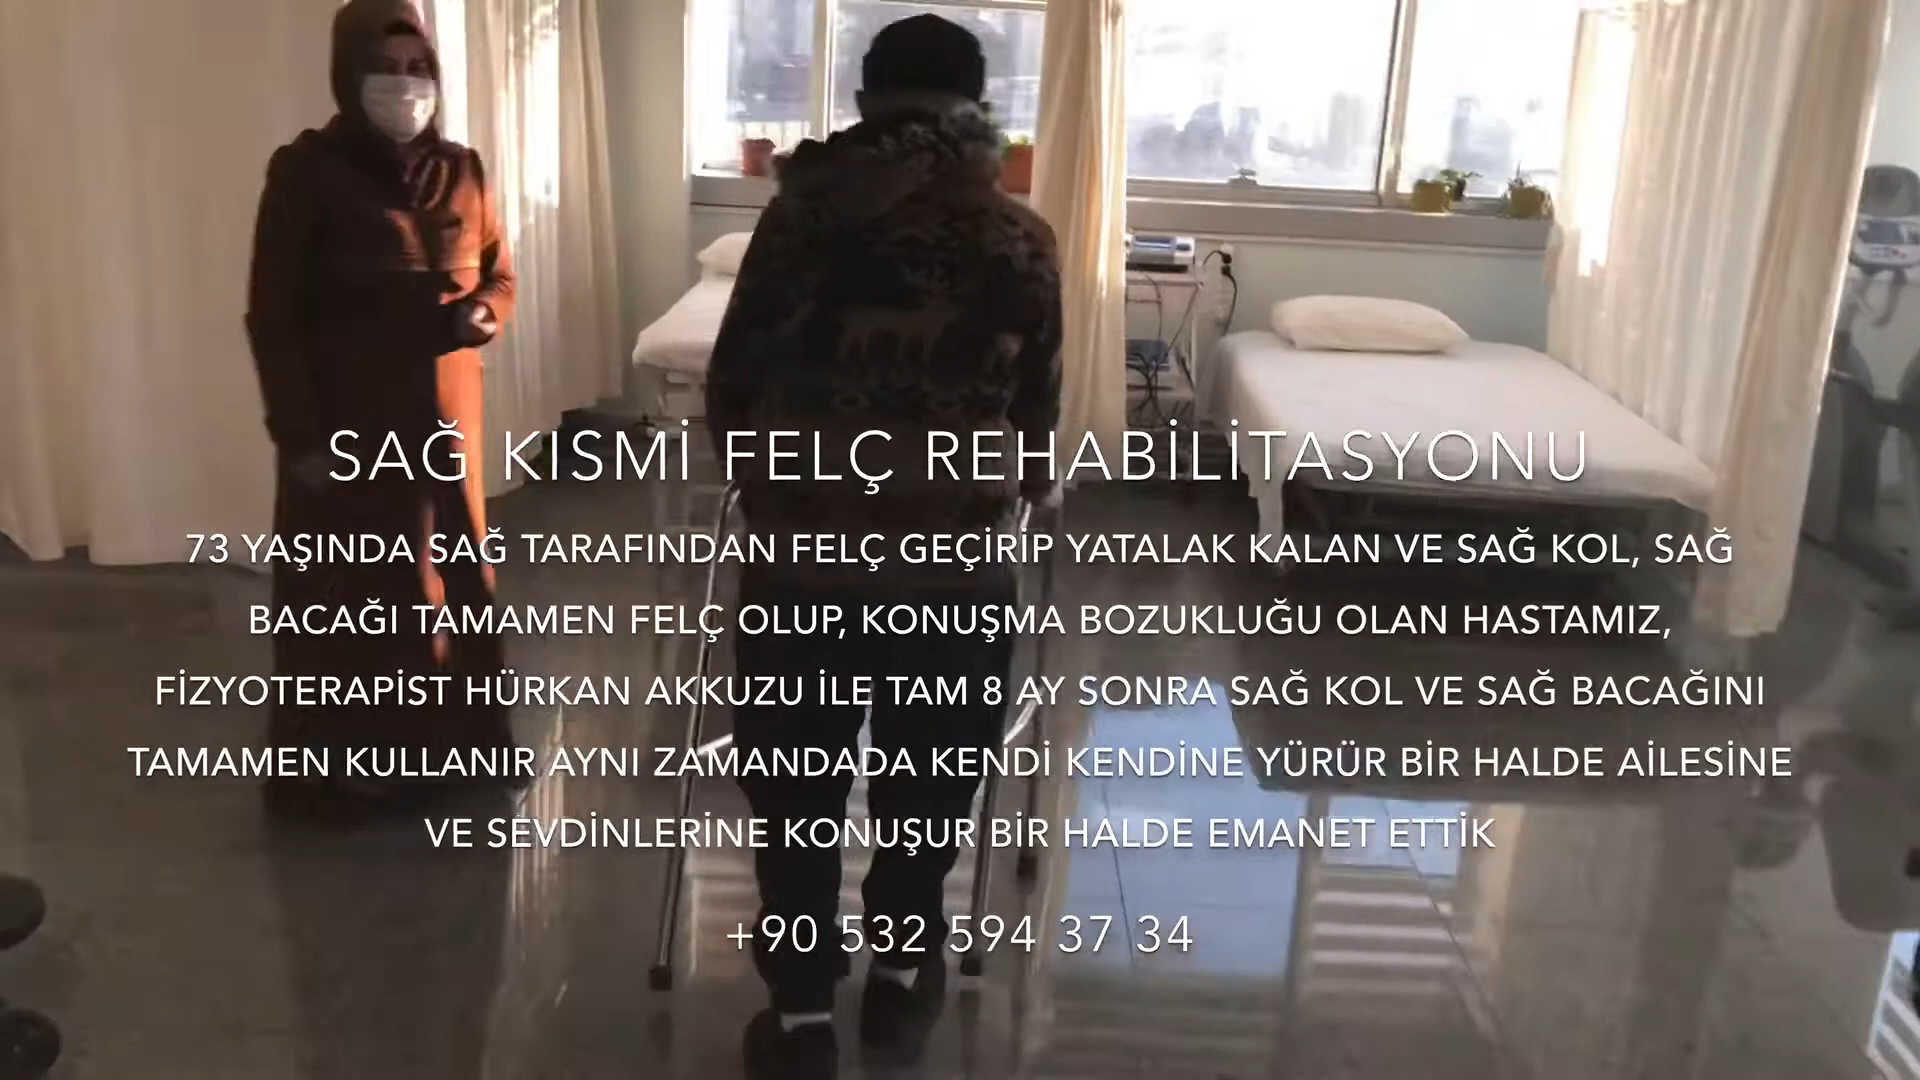 SAĞ KISMİ FELÇ REHABİLİTASYONU
73 YAŞINDA SAĞ TARAFINDAN FELÇ GEÇİRİP YATALAK KALAN VE SAĞ KOL, SAĞ
BACAĞI TAMAMEN FELÇ OLUP, KONUŞMA BOZUKLUĞU OLAN HASTAMIZ,
FİZYOTERAPİST HÜRKAN AKKUZU İLE TAM 8 AY SONRA SAĞ KOL VE SAĞ BACAĞINI
TAMAMEN KULLANIR AYNI ZAMANDADA KENDİ KENDİNE YÜRÜR BİR HALDE AİLESİNE
VE SEVDİNLERİNE KONUŞUR BİR HALDE EMANET ETTİK
+90 532 594 37 34